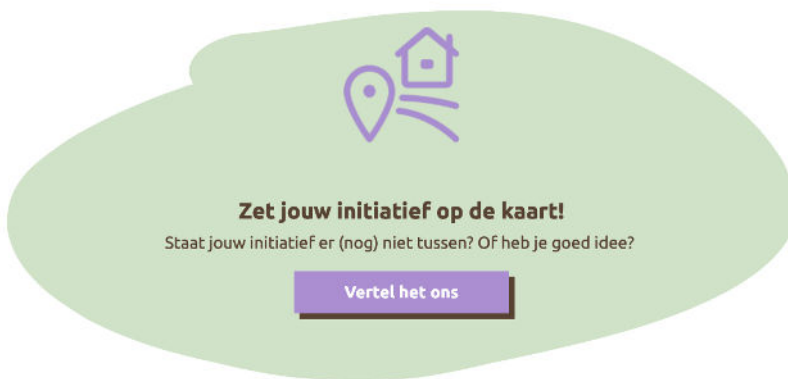 Zet jouw initiatief op de kaart!
Staat jouw initiatief er (nog) niet tussen? Of heb je goed idee?
Vertel het ons